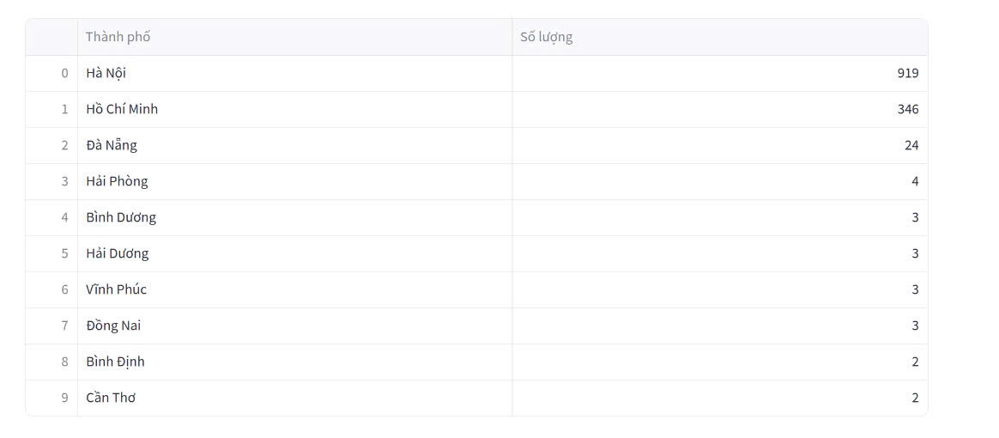 Thành phố Số lượng
0 Hà Nội 919
1 Hồ Chí Minh 346
2 Đà Nẵng 24
3 Hải Phòng 4
4 Bình Dương 3
5 Hải Dương 3
6 Vĩnh Phúc 3
7 Đồng Nai 3
8 Bình Định 2
9 Cần Thơ 2